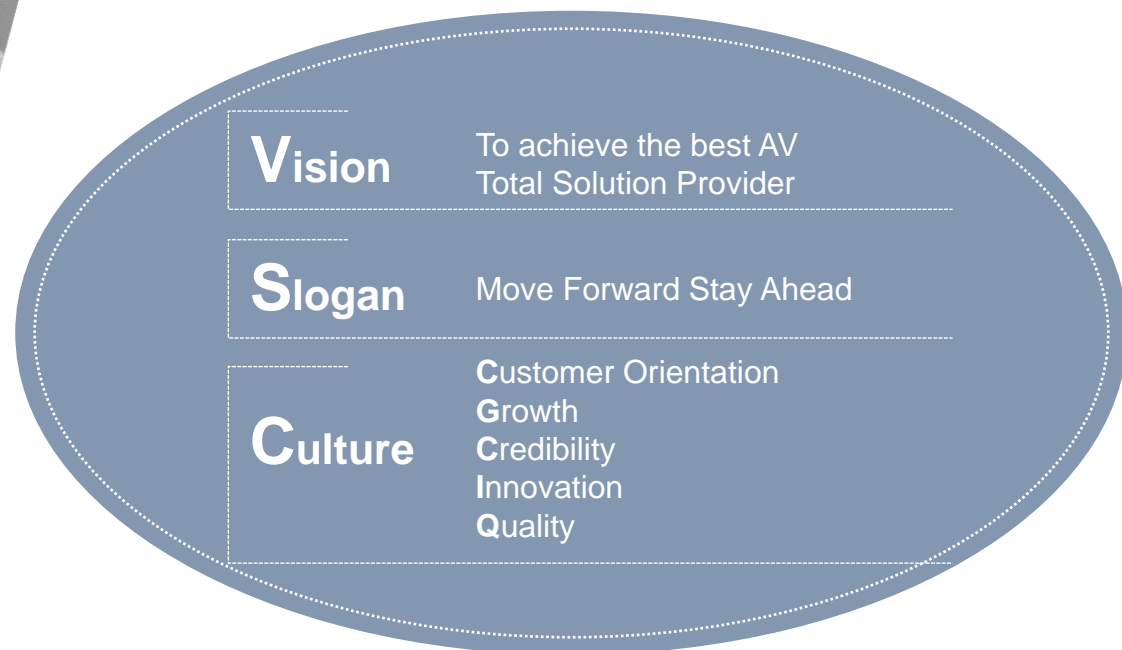 Vision
To achieve the best AV
Total Solution Provider
Slogan
Move Forward Stay Ahead
Culture
Customer Orientation
Growth
Credibility
Innovation
Quality